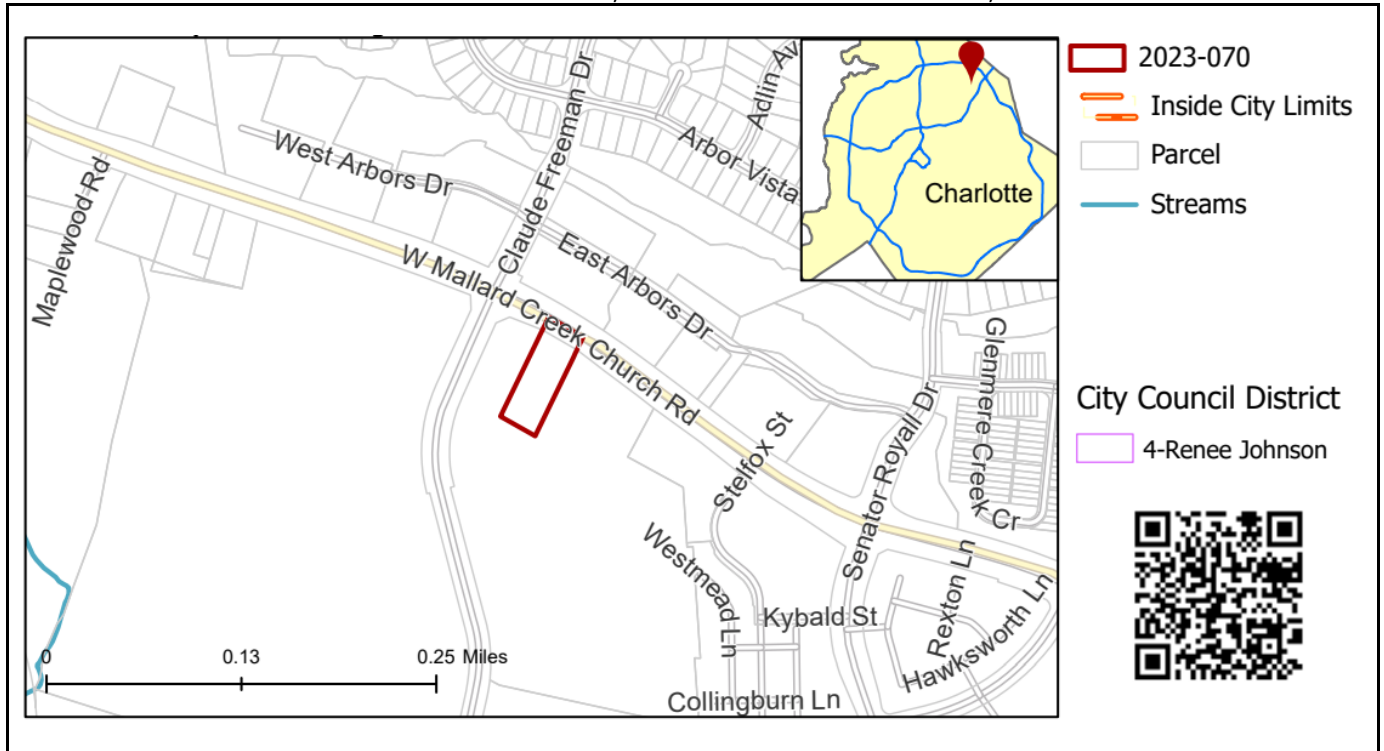 Maplewood Rd
West Arbors Dr
Claude Freeman Dr
Adlin Av
Arbor Vista
Charlotte
W Mallard Creek Church Rd
East Arbors Dr
Glenmere Creek Cr
Senator Royall Dr
Stelfox St
Westmead Ln
Kybald St
Rexton Ln
Hawksworth Ln
Collingburn Ln
0 0.13 0.25 Miles
2023-070
Inside City Limits
Parcel
Streams
City Council District
4-Renee Johnson